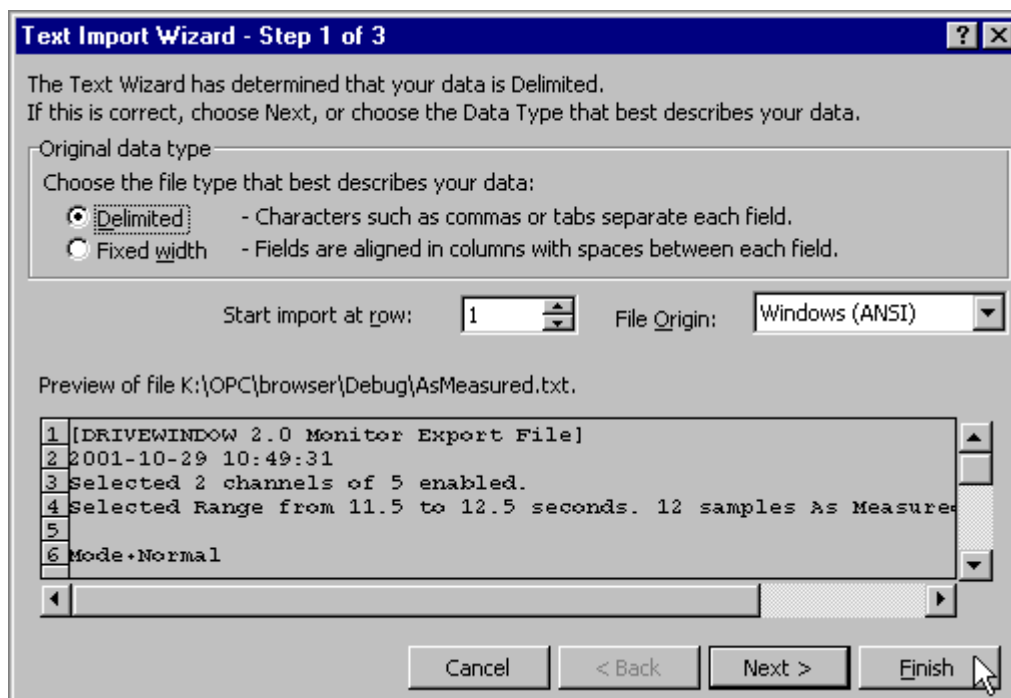 Text Import Wizard - Step 1 of 3
The Text Wizard has determined that your data is Delimited.
If this is correct, choose Next, or choose the Data Type that best describes your data.
Original data type
Choose the file type that best describes your data:
Delimited - Characters such as commas or tabs separate each field.
Fixed width - Fields are aligned in columns with spaces between each field.
Start import at row: 1 File Origin: Windows (ANSI)
Preview of file K:\OPC\browser\Debug\AsMeasured.txt.
1 [DRIVEWINDOW 2.0 Monitor Export File]
2 2001-10-29 10:49:31
3 Selected 2 channels of 5 enabled.
4 Selected Range from 11.5 to 12.5 seconds. 12 samples As Measured
5
6 Mode+Normal
Cancel < Back Next > Finish